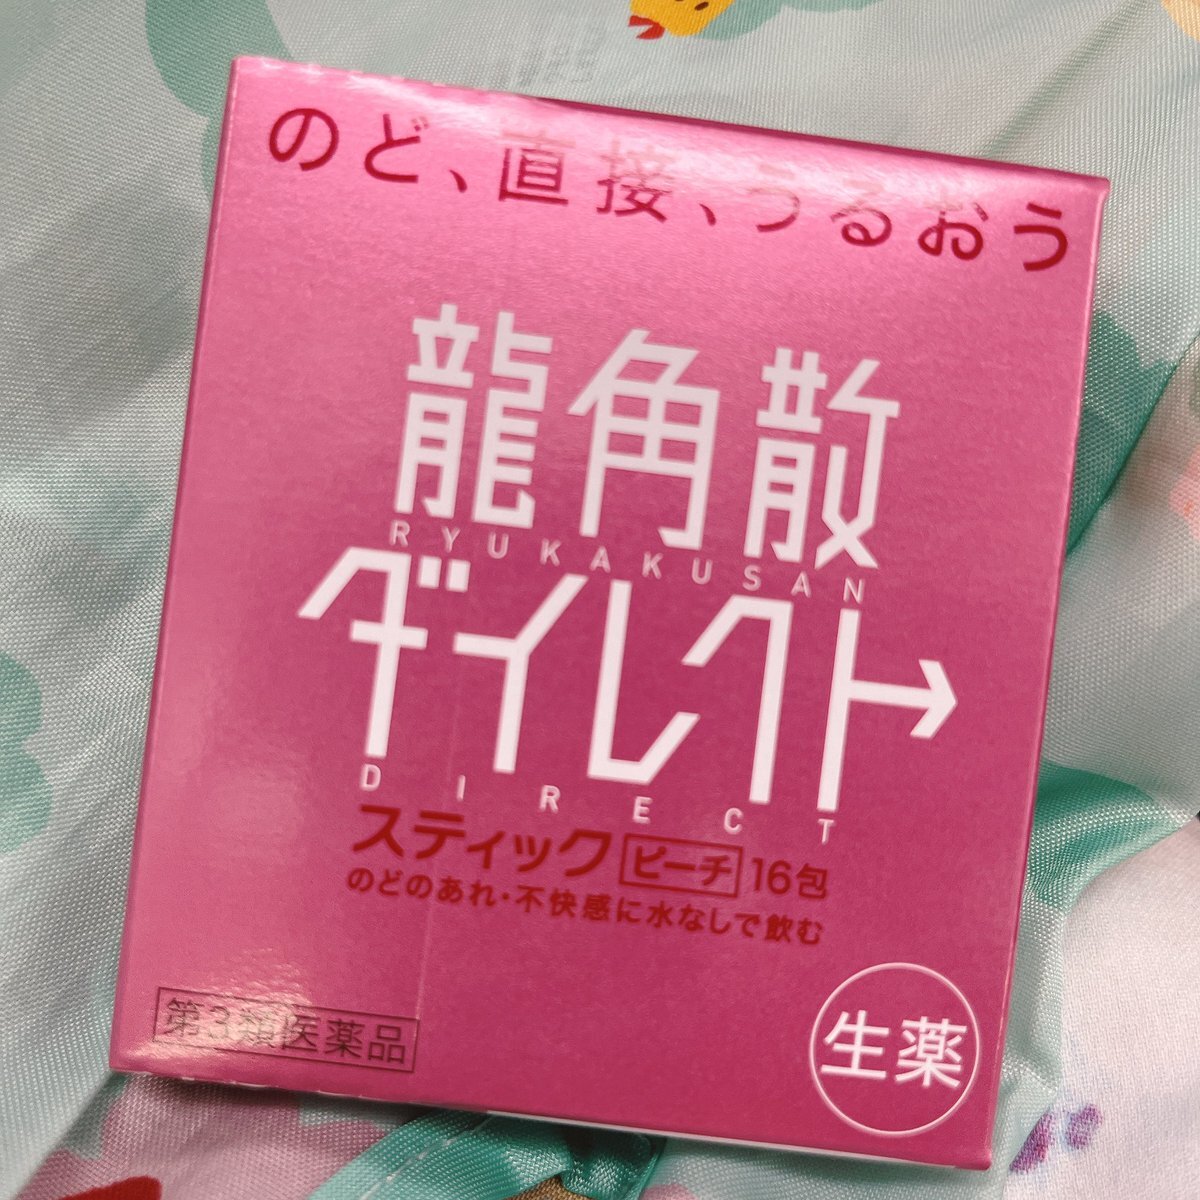 のど、直接、うるおう
龍角散
RYUKAKUSAN
ダイレクト
DIRECT
スティック ピーチ 16包
のどのあれ・不快感に水なしで飲む
第3類医薬品
生薬